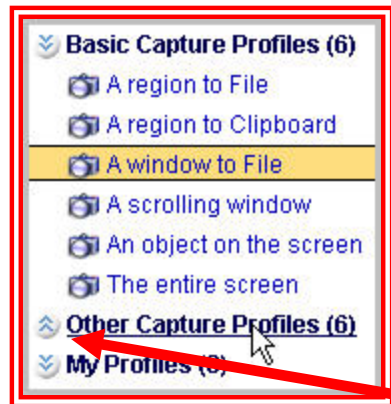 Basic Capture Profiles (6)
A region to File
A region to Clipboard
A window to File
A scrolling window
An object on the screen
The entire screen
Other Capture Profiles (6)
My Profiles